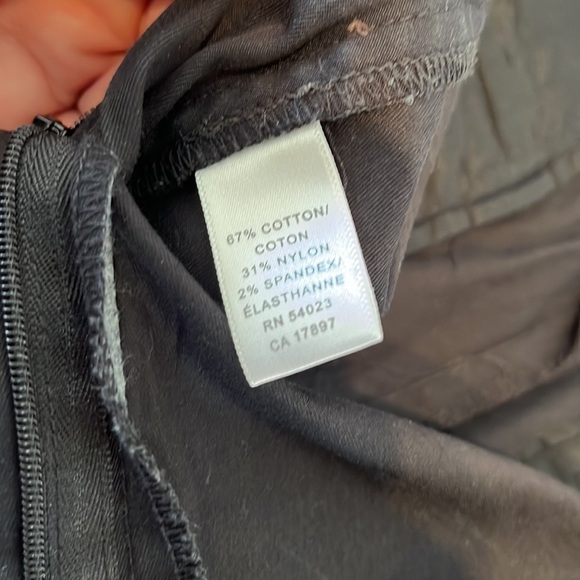 67% COTTON/
COTON
31% NYLON
2% SPANDEX/
ÉLASTHANNE
RN 54023
CA 17897